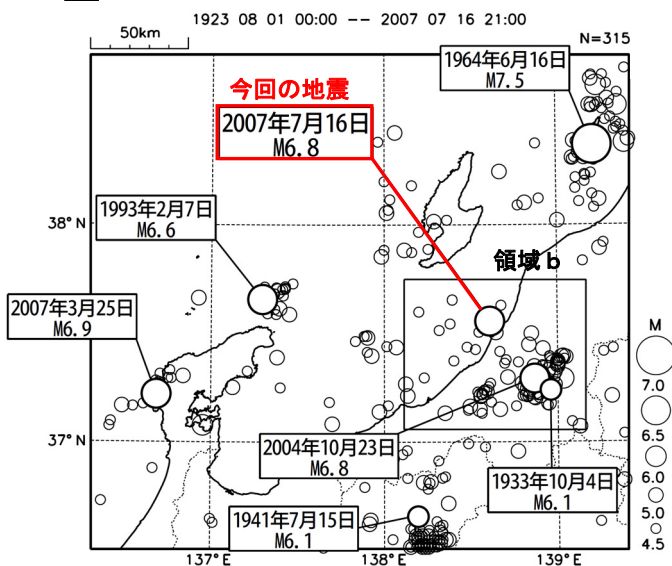 1923 08 01 00:00 -- 2007 07 16 21:00
50km
N=315
1964年6月16日
M7.5
今回の地震
2007年7月16日
M6.8
38°N
1993年2月7日
M6.6
領域b
2007年3月25日
M6.9
M
7.0
37°N
2004年10月23日
M6.8
6.5
6.0
1933年10月4日
M6.1
1941年7月15日
M6.1
5.0
4.5
137°E
138°E
139°E